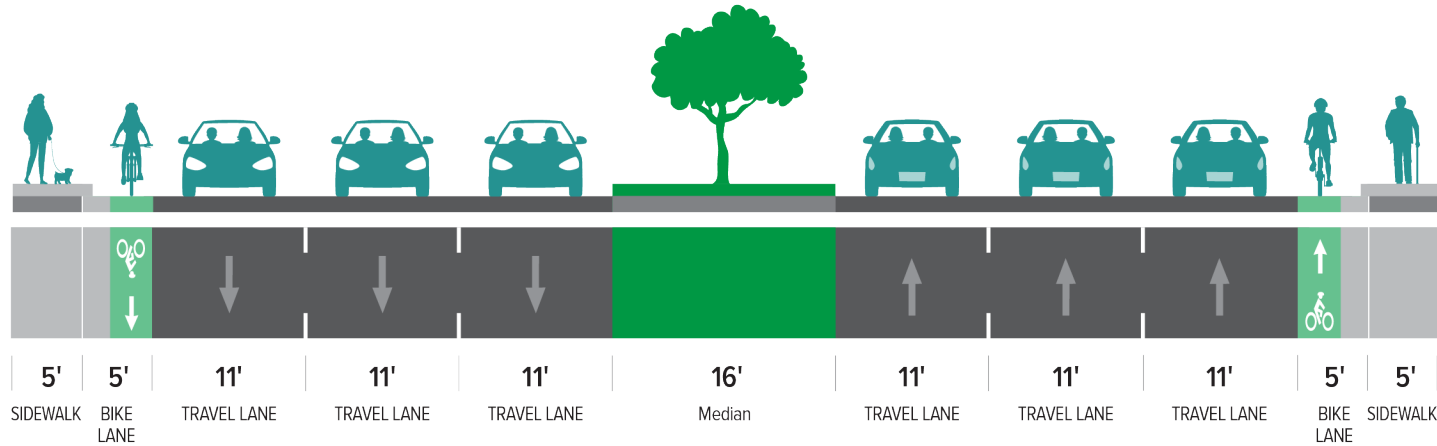 5' 5' 11' 11' 11' 16' 11' 11' 11' 5' 5'
SIDEWALK BIKE TRAVEL LANE TRAVEL LANE TRAVEL LANE Median TRAVEL LANE TRAVEL LANE TRAVEL LANE BIKE SIDEWALK
LANE LANE